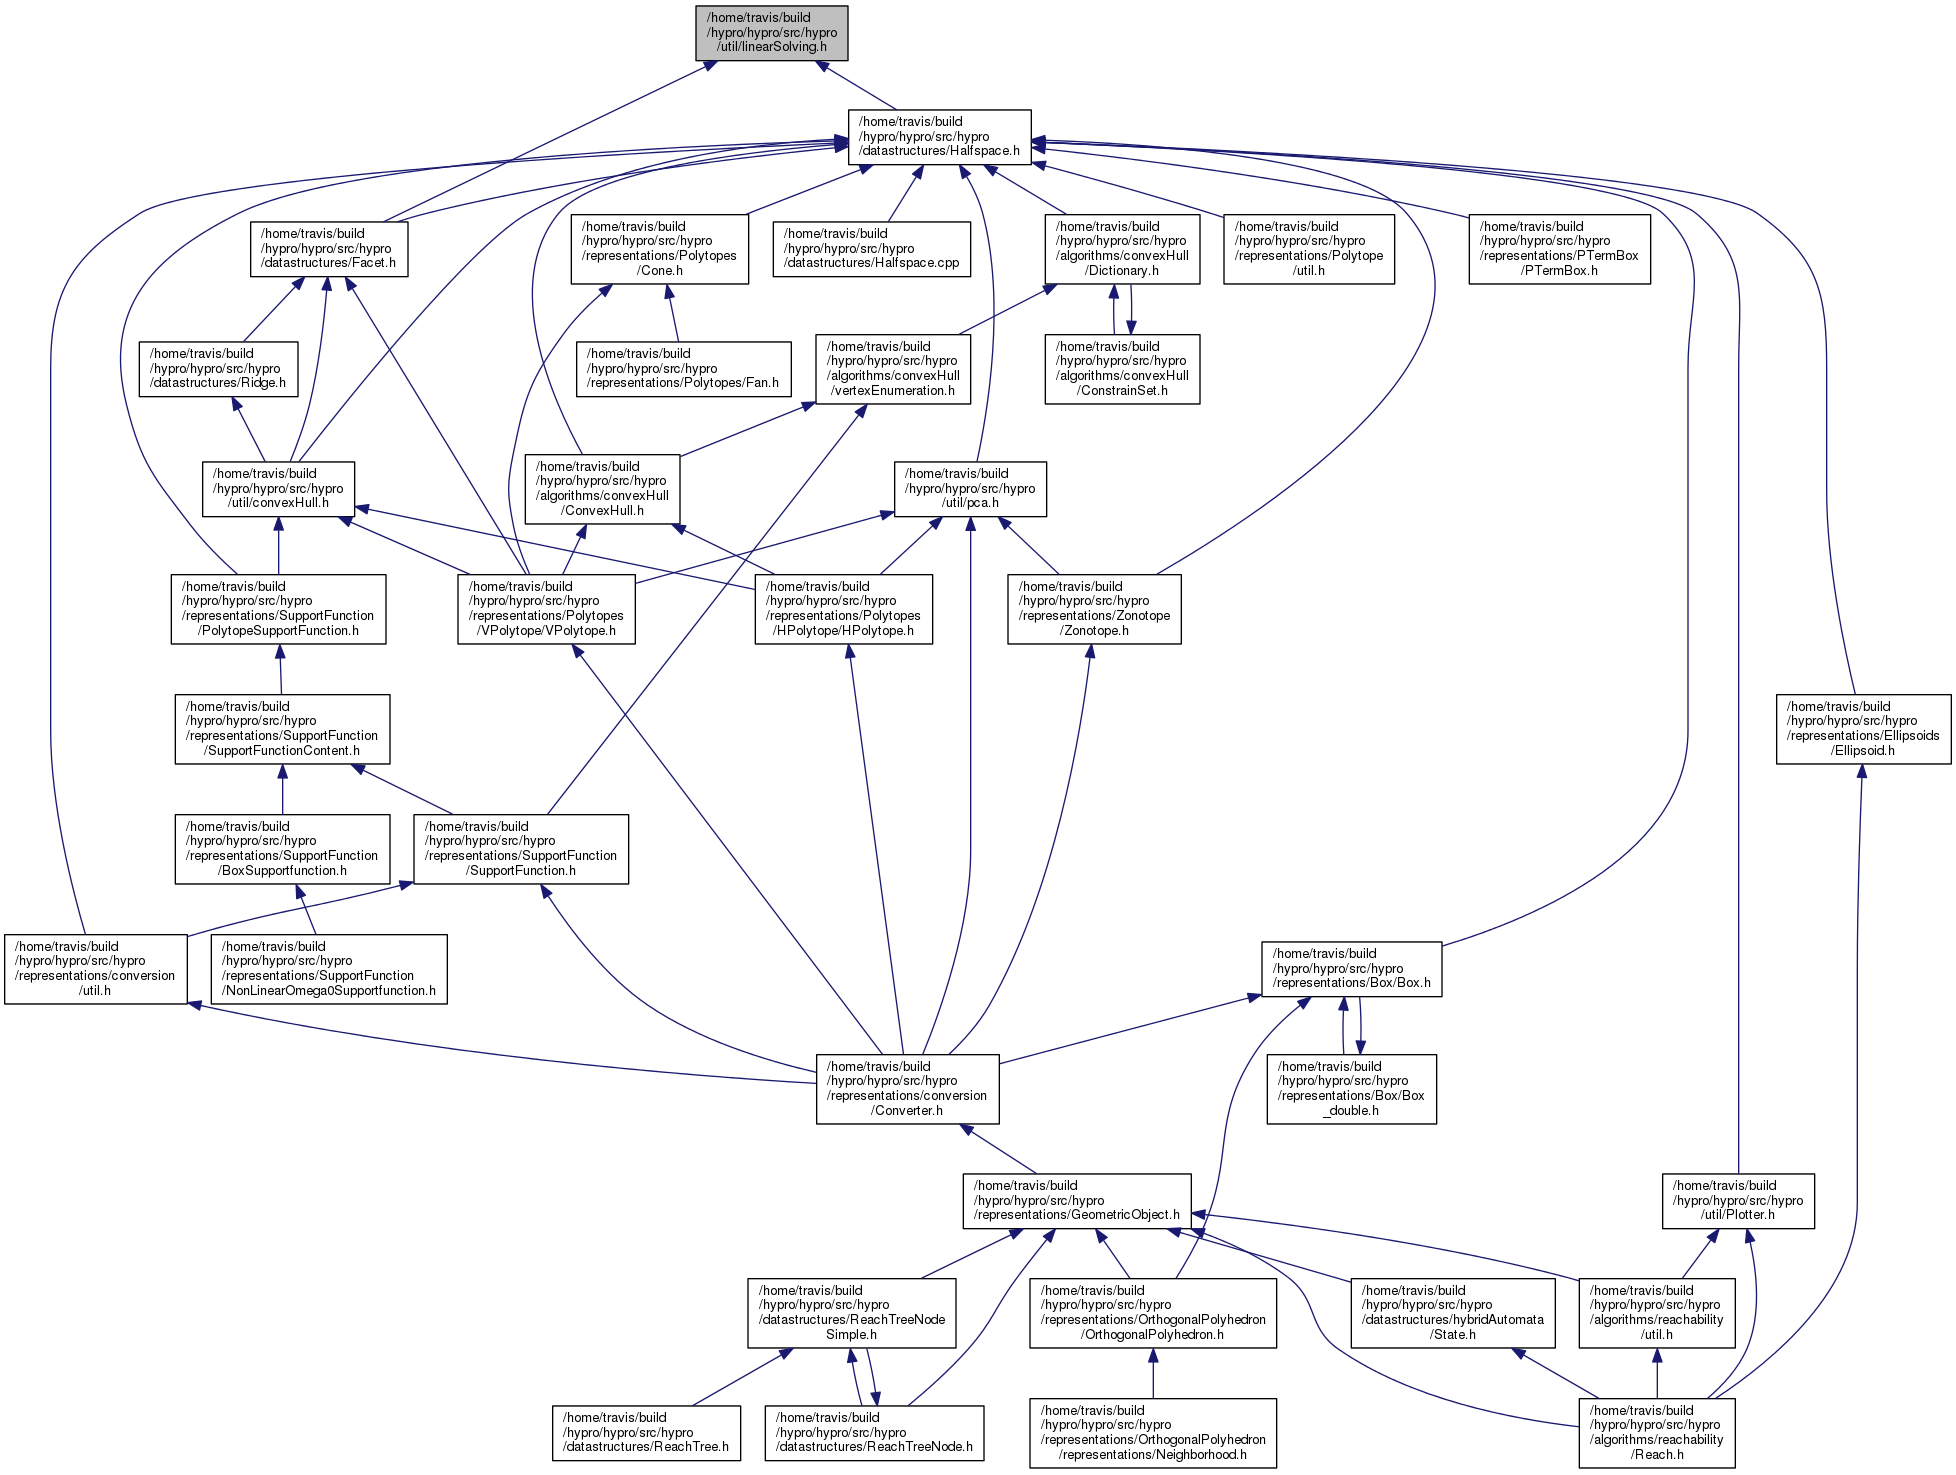 /home/travis/build
/hypro/hypro/src/hypro
/util/linearSolving.h
/home/travis/build
/hypro/hypro/src/hypro
/datastructures/Halfspace.h
/home/travis/build
/hypro/hypro/src/hypro
/datastructures/Facet.h
/home/travis/build
/hypro/hypro/src/hypro
/representations/Polytopes
/Cone.h
/home/travis/build
/hypro/hypro/src/hypro
/datastructures/Halfspace.cpp
/home/travis/build
/hypro/hypro/src/hypro
/algorithms/convexHull
/Dictionary.h
/home/travis/build
/hypro/hypro/src/hypro
/representations/Polytope
/util.h
/home/travis/build
/hypro/hypro/src/hypro
/representations/PTermBox
/PTermBox.h
/home/travis/build
/hypro/hypro/src/hypro
/datastructures/Ridge.h
/home/travis/build
/hypro/hypro/src/hypro
/representations/Polytopes/Fan.h
/home/travis/build
/hypro/hypro/src/hypro
/algorithms/convexHull
/vertexEnumeration.h
/home/travis/build
/hypro/hypro/src/hypro
/algorithms/convexHull
/ConstrainSet.h
/home/travis/build
/hypro/hypro/src/hypro
/util/convexHull.h
/home/travis/build
/hypro/hypro/src/hypro
/algorithms/convexHull
/ConvexHull.h
/home/travis/build
/hypro/hypro/src/hypro
/util/pca.h
/home/travis/build
/hypro/hypro/src/hypro
/representations/SupportFunction
/PolytopeSupportFunction.h
/home/travis/build
/hypro/hypro/src/hypro
/representations/Polytopes
/VPolytope/VPolytope.h
/home/travis/build
/hypro/hypro/src/hypro
/representations/Polytopes
/HPolytope/HPolytope.h
/home/travis/build
/hypro/hypro/src/hypro
/representations/Zonotope
/Zonotope.h
/home/travis/build
/hypro/hypro/src/hypro
/representations/SupportFunction
/SupportFunctionContent.h
/home/travis/build
/hypro/hypro/src/hypro
/representations/Ellipsoids
/Ellipsoid.h
/home/travis/build
/hypro/hypro/src/hypro
/representations/SupportFunction
/BoxSupportfunction.h
/home/travis/build
/hypro/hypro/src/hypro
/representations/SupportFunction
/SupportFunction.h
/home/travis/build
/hypro/hypro/src/hypro
/representations/conversion
/util.h
/home/travis/build
/hypro/hypro/src/hypro
/representations/SupportFunction
/NonLinearOmega0Supportfunction.h
/home/travis/build
/hypro/hypro/src/hypro
/representations/Box/Box.h
/home/travis/build
/hypro/hypro/src/hypro
/representations/conversion
/Converter.h
/home/travis/build
/hypro/hypro/src/hypro
/representations/Box/Box
_double.h
/home/travis/build
/hypro/hypro/src/hypro
/representations/GeometricObject.h
/home/travis/build
/hypro/hypro/src/hypro
/util/Plotter.h
/home/travis/build
/hypro/hypro/src/hypro
/datastructures/ReachTreeNode
Simple.h
/home/travis/build
/hypro/hypro/src/hypro
/representations/OrthogonalPolyhedron
/OrthogonalPolyhedron.h
/home/travis/build
/hypro/hypro/src/hypro
/datastructures/hybridAutomata
/State.h
/home/travis/build
/hypro/hypro/src/hypro
/algorithms/reachability
/util.h
/home/travis/build
/hypro/hypro/src/hypro
/datastructures/ReachTree.h
/home/travis/build
/hypro/hypro/src/hypro
/datastructures/ReachTreeNode.h
/home/travis/build
/hypro/hypro/src/hypro
/representations/OrthogonalPolyhedron
/representations/Neighborhood.h
/home/travis/build
/hypro/hypro/src/hypro
/algorithms/reachability
/Reach.h